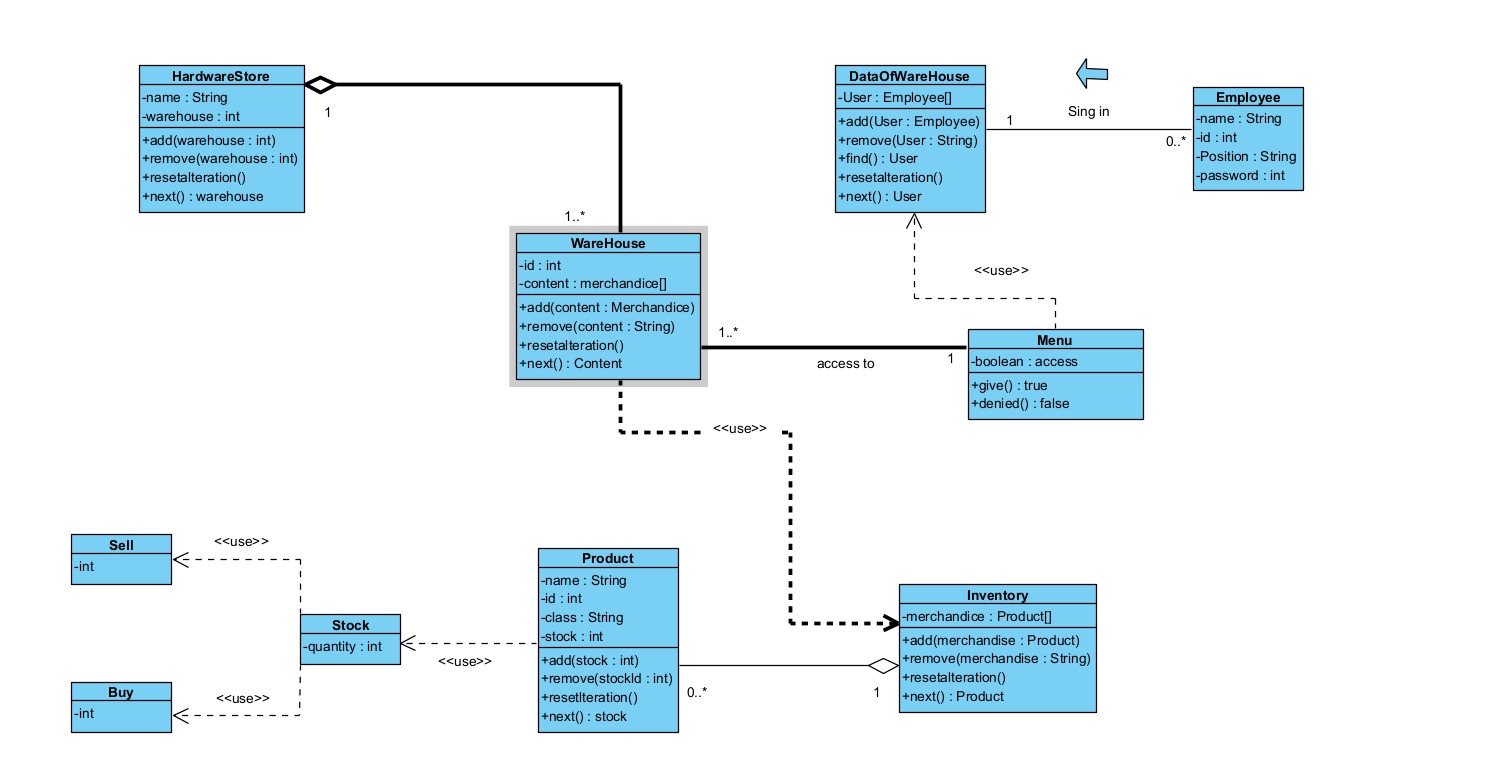 HardwareStore
-name : String
-warehouse : int
+add(warehouse : int)
+remove(warehouse : int)
+resetalteration()
+next() : warehouse
1
1..*
DataOfWareHouse
-User : Employee[]
+add(User : Employee)
+remove(User : String)
+find() : User
+resetalteration()
+next() : User
1
Sing in
0..*
Employee
-name : String
-id : int
-Position : String
-password : int
WareHouse
-id : int
-content : merchandice[]
+add(content : Merchandice)
+remove(content : String)
+resetalteration()
+next() : Content
<<use>>
1..*
access to
1
Menu
-boolean : access
+give() : true
+denied() : false
<<use>>
Sell
-int
<<use>>
Stock
-quantity : int
<<use>>
Buy
-int
<<use>>
Product
-name : String
-id : int
-class : String
-stock : int
+add(stock : int)
+remove(stockId : int)
+resetIteration()
+next() : stock
0..*
1
Inventory
-merchandice : Product[]
+add(merchandise : Product)
+remove(merchandise : String)
+resetalteration()
+next() : Product